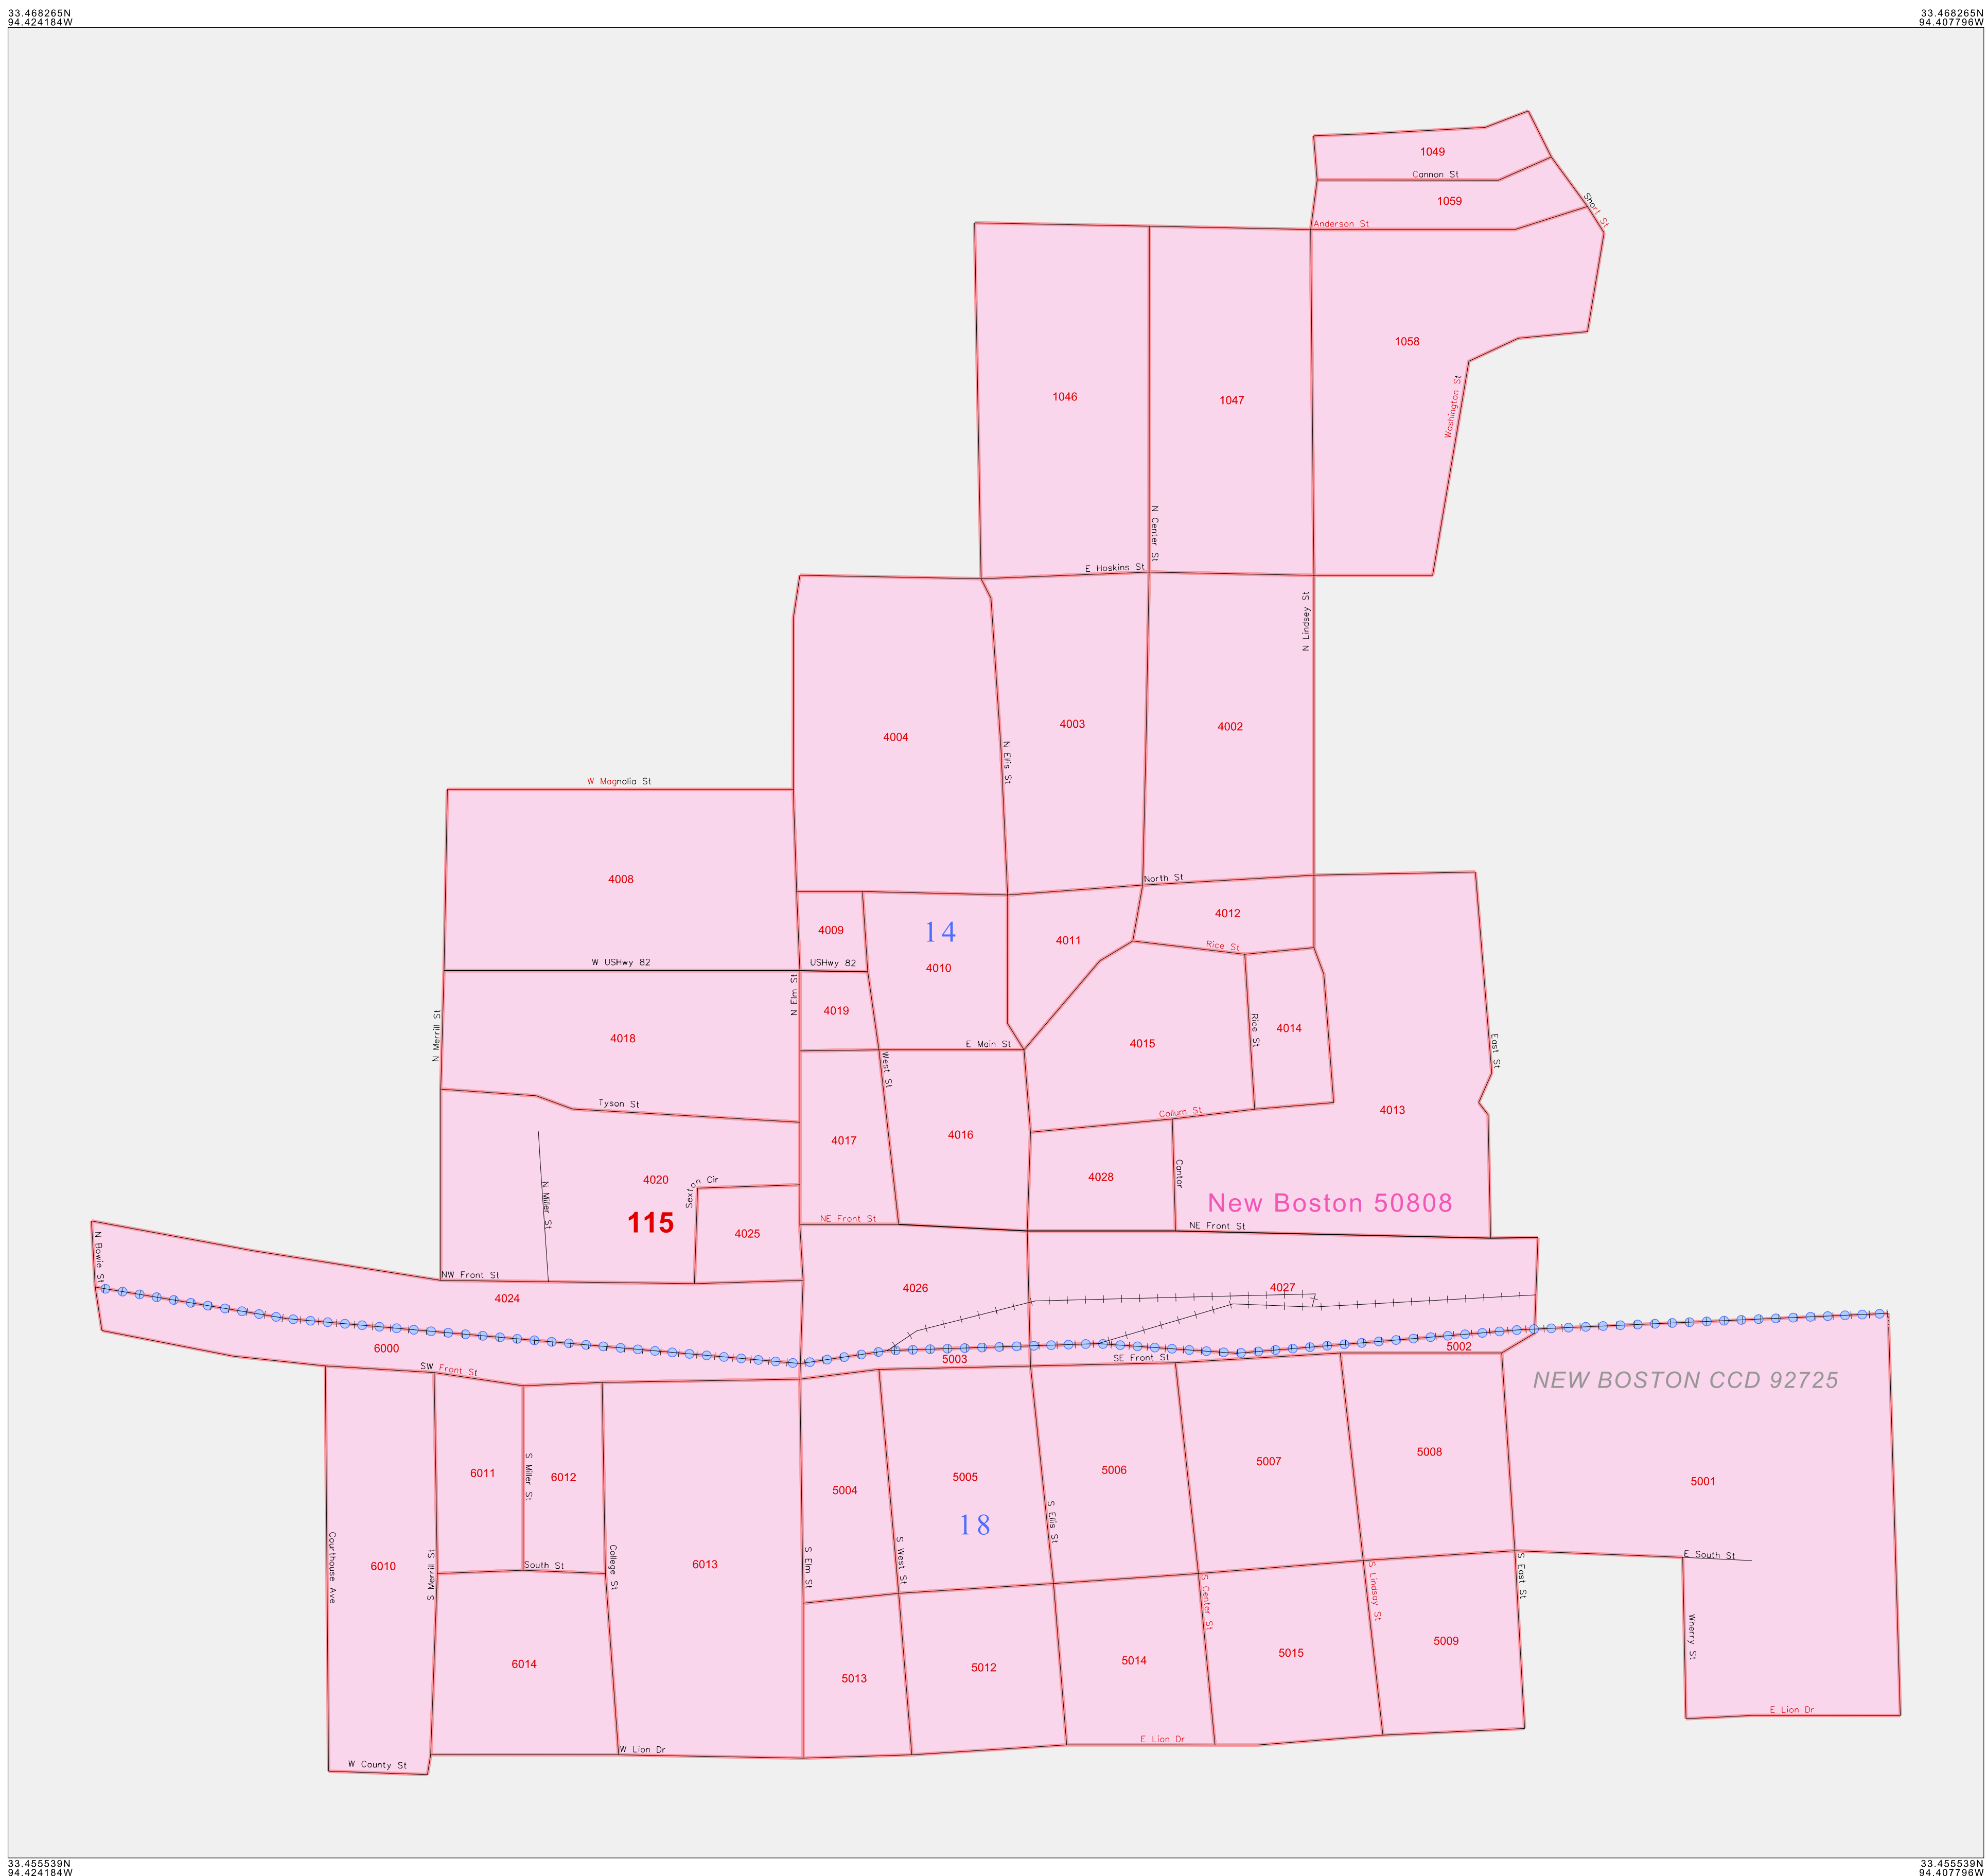 33.468265N
94.424184W
33.468265N
94.407796W
1049
Cannon St
1059
Short St
Anderson St
1058
1046
1047
Washington St
N Center St
E Hoskins St
N Lindsey St
4004
4003
4002
N Ellis St
W Magnolia St
4008
North St
4012
4009
14
4011
Rice St
W USHwy 82
USHwy 82
4010
N Elm St
4019
N Merrill St
4018
E Main St
4015
Rice St
4014
East St
West St
Tyson St
Collum St
4013
4017
4016
4020
Sexton Cir
4028
Cantor
N Miller St
115
New Boston 50808
4025
NE Front St
NE Front St
N Bowie St
NW Front St
4024
4026
4027
6000
SW Front St
5003
SE Front St
5002
NEW BOSTON CCD 92725
6011
S Miller St
6012
5004
5005
5006
5007
5008
5001
18
S Ellis St
Courthouse Ave
6010
S Merrill St
South St
College St
6013
S Elm St
S West St
S Center St
S Lindsay St
S East St
E South St
Wherry St
6014
5013
5012
5014
5015
5009
E Lion Dr
E Lion Dr
W Lion Dr
W County St
33.455539N
94.424184W
33.455539N
94.407796W